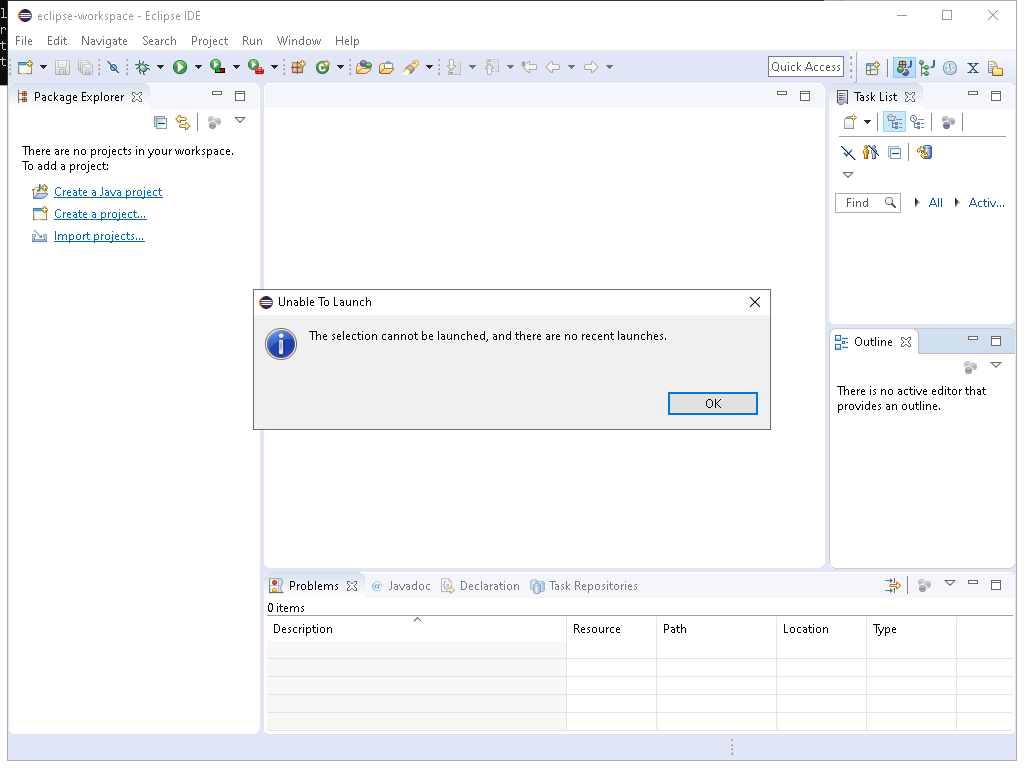 eclipse-workspace - Eclipse IDE
File Edit Navigate Search Project Run Window Help
Quick Access
Package Explorer
There are no projects in your workspace.
To add a project:
Create a Java project
Create a project...
Import projects...
Task List
Find All Activ...
Unable To Launch
The selection cannot be launched, and there are no recent launches.
OK
Outline
There is no active editor that
provides an outline.
Problems @ Javadoc Declaration Task Repositories
0 items
Description Resource Path Location Type